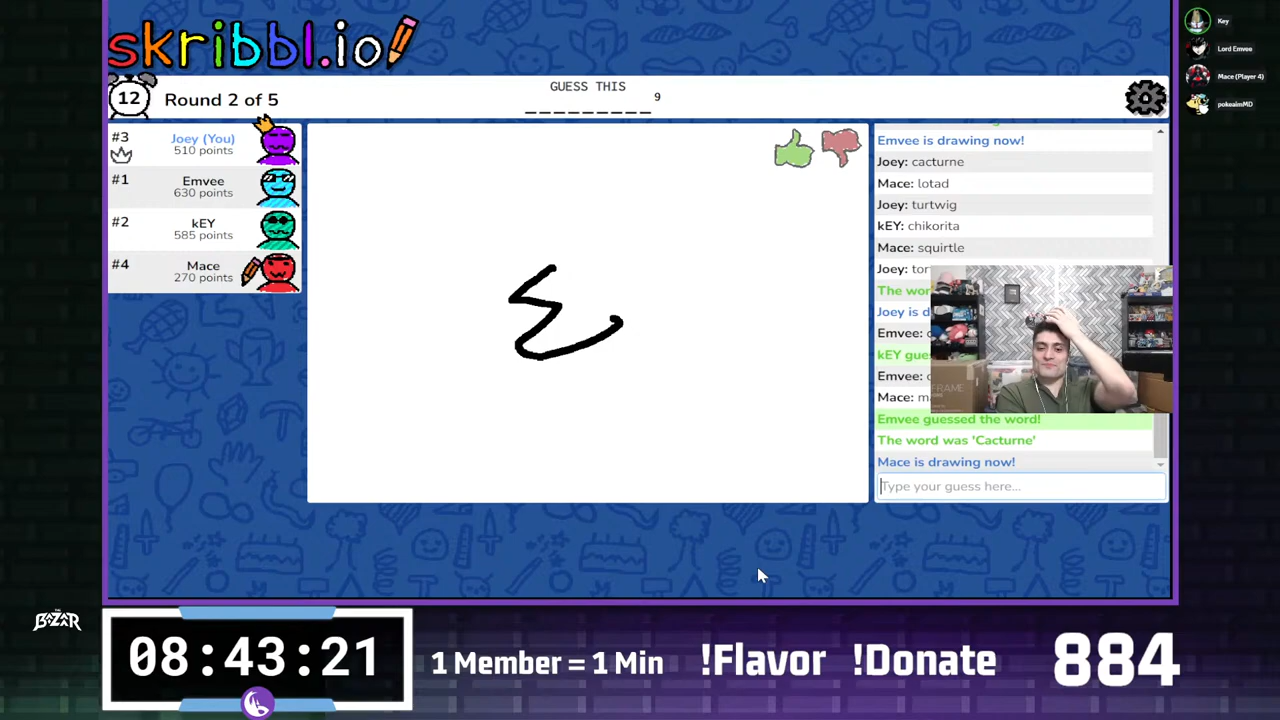 skribbl.io
12
Round 2 of 5
GUESS THIS
_________ 9
#3
Joey (You)
510 points
#1
Emvee
630 points
#2
kEY
585 points
#4
Mace
270 points
Emvee is drawing now!
Joey: cacturne
Mace: lotad
Joey: turtwig
kEY: chikorita
Mace: squirtle
Joey: tor
The wor
Joey is d
Emvee:
kEY gue
Emvee:
Mace: m
Emvee guessed the word!
The word was 'Cacturne'
Mace is drawing now!
Type your guess here...
Key
Lord Emvee
Mace (Player 4)
pokeaimMD
THE BAZAR
08:43:21
1 Member = 1 Min
!Flavor
!Donate
884